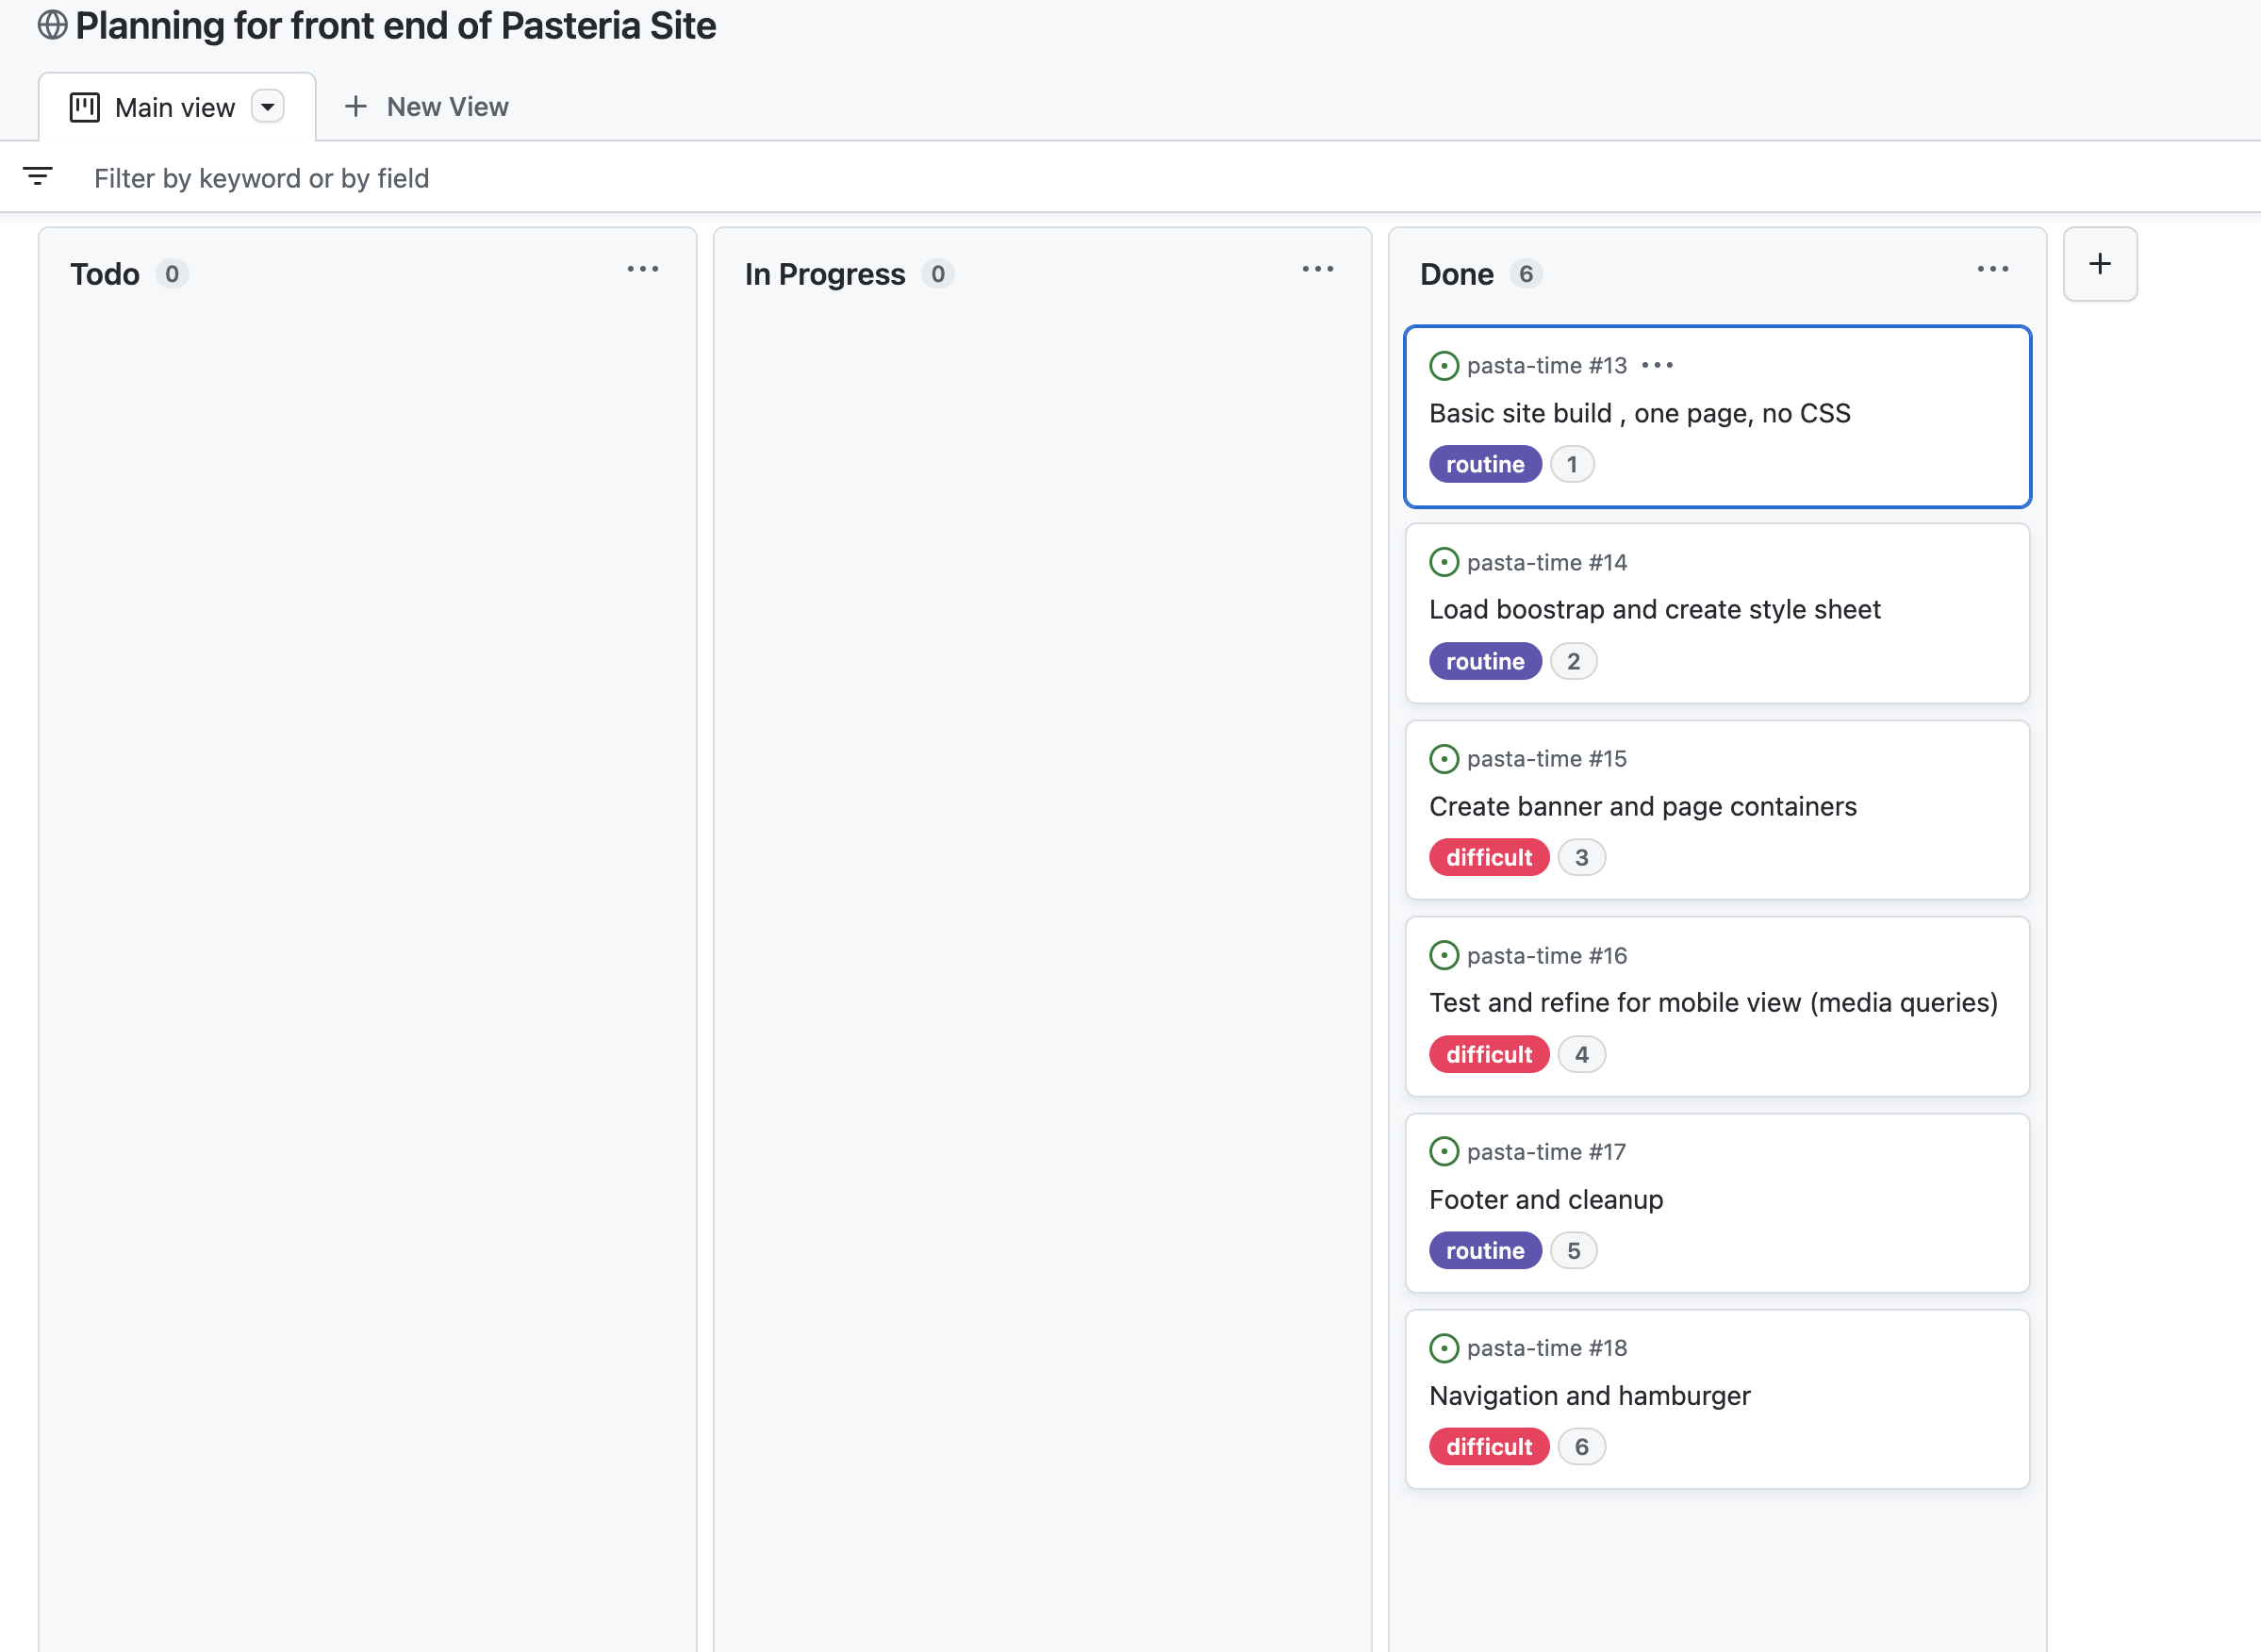 Planning for front end of Pasteria Site
Main view
New View
Filter by keyword or by field
Todo 0
In Progress 0
Done 6
pasta-time #13
Basic site build , one page, no CSS
routine 1
pasta-time #14
Load boostrap and create style sheet
routine 2
pasta-time #15
Create banner and page containers
difficult 3
pasta-time #16
Test and refine for mobile view (media queries)
difficult 4
pasta-time #17
Footer and cleanup
routine 5
pasta-time #18
Navigation and hamburger
difficult 6